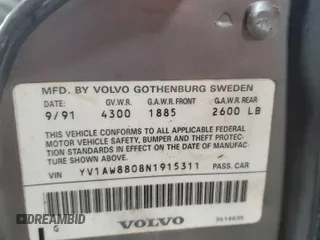 MFD. BY VOLVO GOTHENBURG SWEDEN
DATE: G.V.W.R. G.A.W.R. FRONT G.A.W.R. REAR
9/91 4300 1885 2600 LB
THIS VEHICLE CONFORMS TO ALL APPLICABLE FEDERAL
MOTOR VEHICLE SAFETY, BUMPER, AND THEFT PREVEN-
TION STANDARDS IN EFFECT ON THE DATE OF MANUFAC-
TURE SHOWN ABOVE.
VIN YV1AW8808N1915311 PASS. CAR
VOLVO
G
DREAMBID